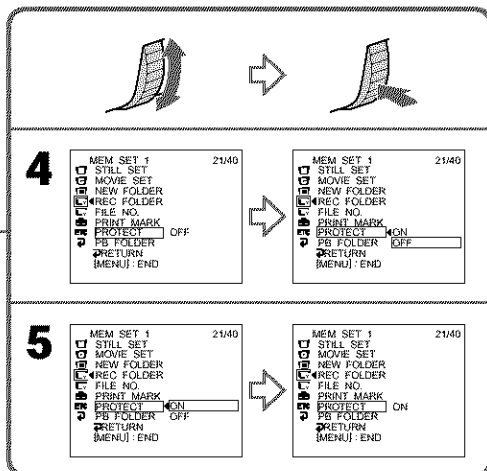 4
MEM SET 1 21/40
STILL SET
MOVIE SET
NEW FOLDER
REC FOLDER
FILE NO.
PRINT MARK
ETC PROTECT OFF
PB FOLDER
RETURN
[MENU] : END
MEM SET 1 21/40
STILL SET
MOVIE SET
NEW FOLDER
REC FOLDER
FILE NO.
PRINT MARK
ETC PROTECT ON
PB FOLDER OFF
RETURN
[MENU] : END
5
MEM SET 1 21/40
STILL SET
MOVIE SET
NEW FOLDER
REC FOLDER
FILE NO.
PRINT MARK
ETC PROTECT ON
PB FOLDER OFF
RETURN
[MENU] : END
MEM SET 1 21/40
STILL SET
MOVIE SET
NEW FOLDER
REC FOLDER
FILE NO.
PRINT MARK
ETC PROTECT ON
PB FOLDER
RETURN
[MENU] : END